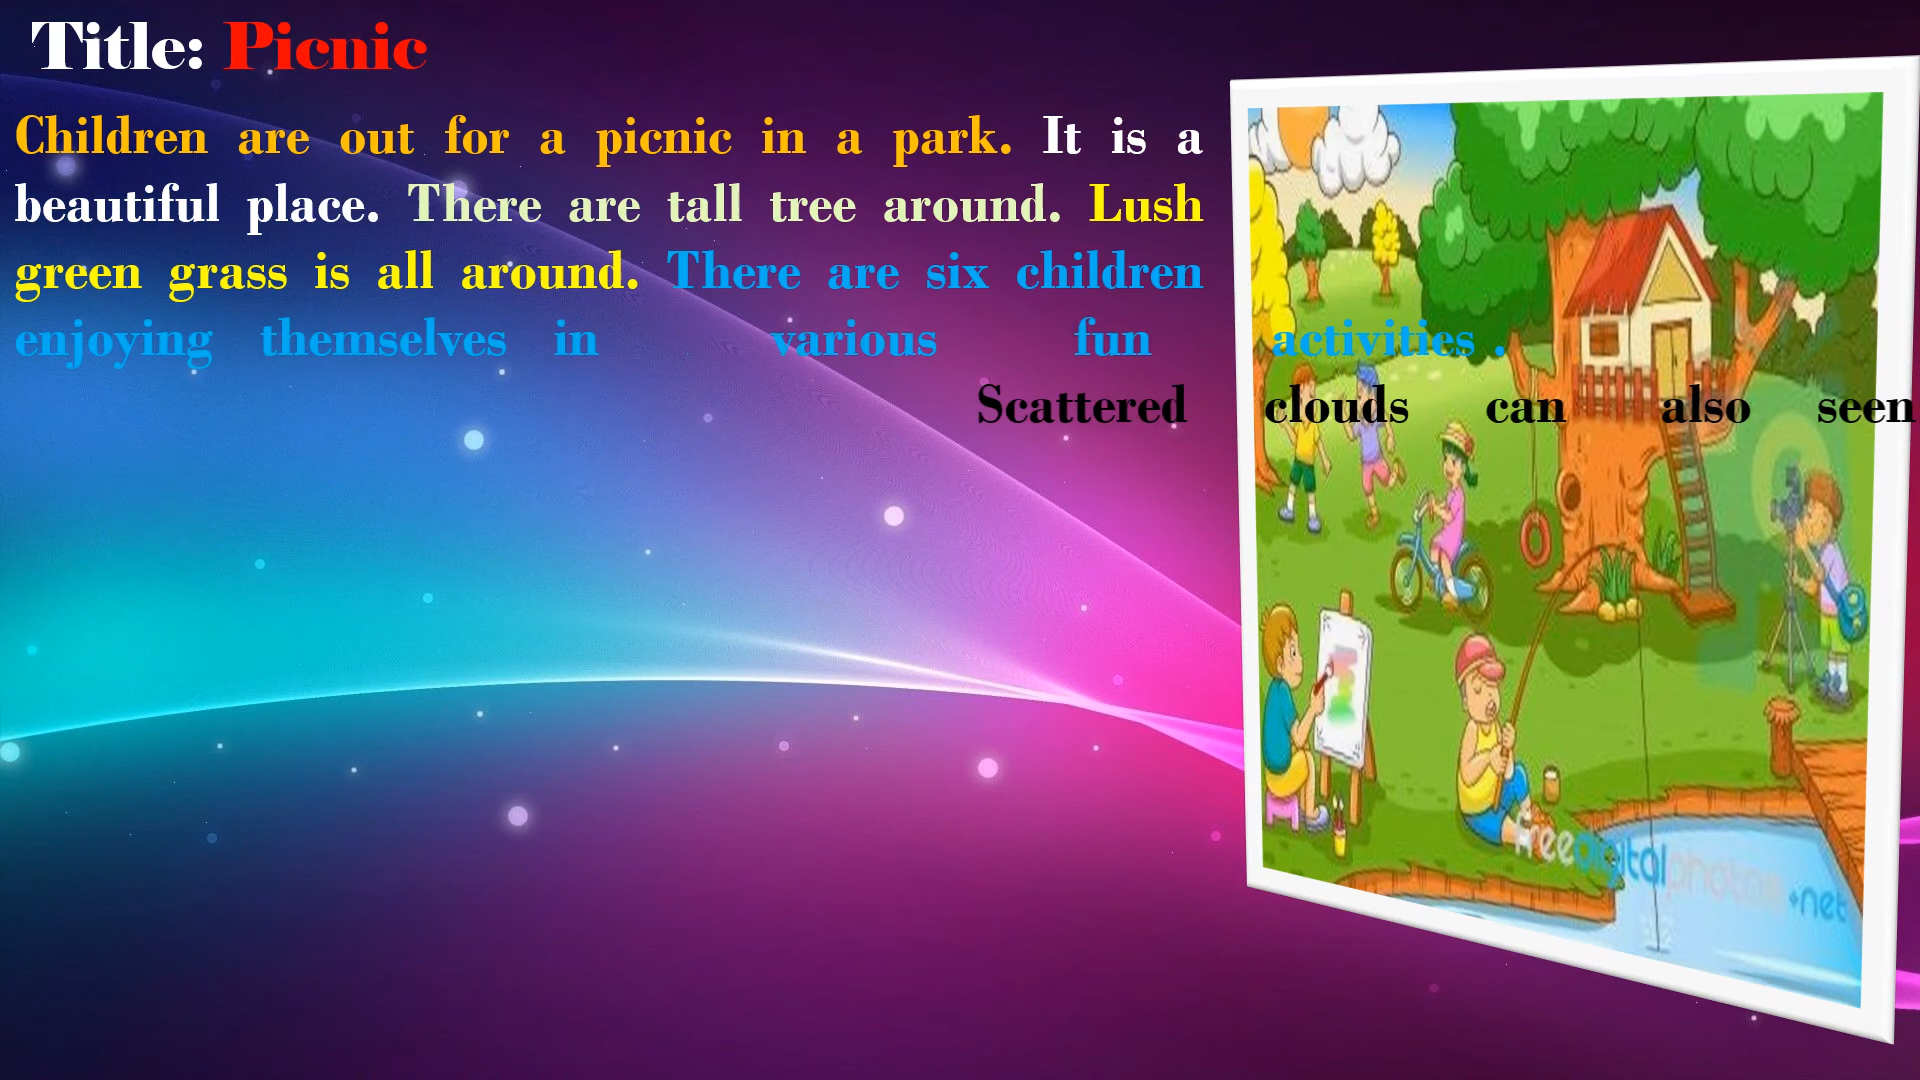 Title: Picnic
Children are out for a picnic in a park. It is a
beautiful place. There are tall tree around. Lush
green grass is all around. There are six children
enjoying themselves in various fun activities .
Scattered clouds can also seen
freedigitalphotos.net